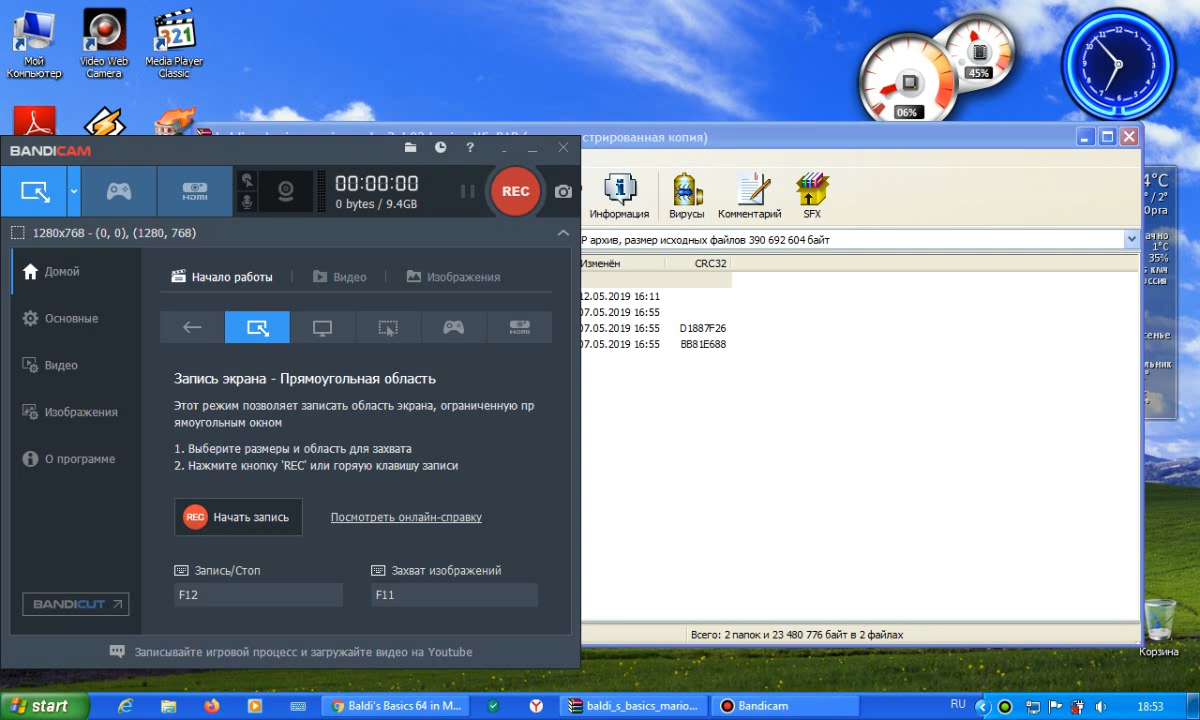 Мой
Компьютер
Video Web
Camera
Media Player
Classic
321
45%
06%
BANDICAM
?
стрированная копия)
HDMI
00:00:00
0 bytes / 9.4GB
REC
Информация
Вирусы
Комментарий
SFX
1280x768 - (0, 0), (1280, 768)
P архив, размер исходных файлов 390 692 604 байт
Изменён
CRC32
12.05.2019 16:11
07.05.2019 16:55
07.05.2019 16:55 D1887F26
07.05.2019 16:55 BB81E688
4°C
/ 2°
1°C
35%
Домой
Основные
Видео
Изображения
О программе
Начало работы
Видео
Изображения
HDMI
Запись экрана - Прямоугольная область
Этот режим позволяет записать область экрана, ограниченную пр
ямоугольным окном
1. Выберите размеры и область для захвата
2. Нажмите кнопку 'REC' или горяую клавишу записи
REC Начать запись
Посмотреть онлайн-справку
Запись/Стоп
F12
Захват изображений
F11
BANDICUT
Записывайте игровой процесс и загружайте видео на Youtube
Всего: 2 папок и 23 480 776 байт в 2 файлах
Корзина
start
Baldi's Basics 64 in M...
baldi_s_basics_mario...
Bandicam
RU
18:53